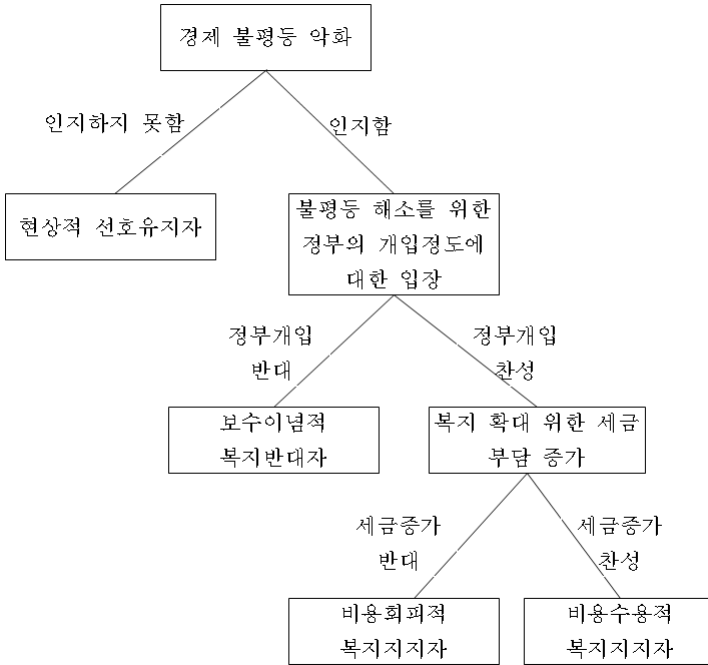 경제 불평등 악화
인지하지 못함
인지함
현상적 선호유지자
불평등 해소를 위한
정부의 개입정도에
대한 입장
정부개입
반대
정부개입
찬성
보수이념적
복지반대자
복지 확대 위한 세금
부담 증가
세금증가
반대
세금증가
찬성
비용회피적
복지지지자
비용수용적
복지지지자